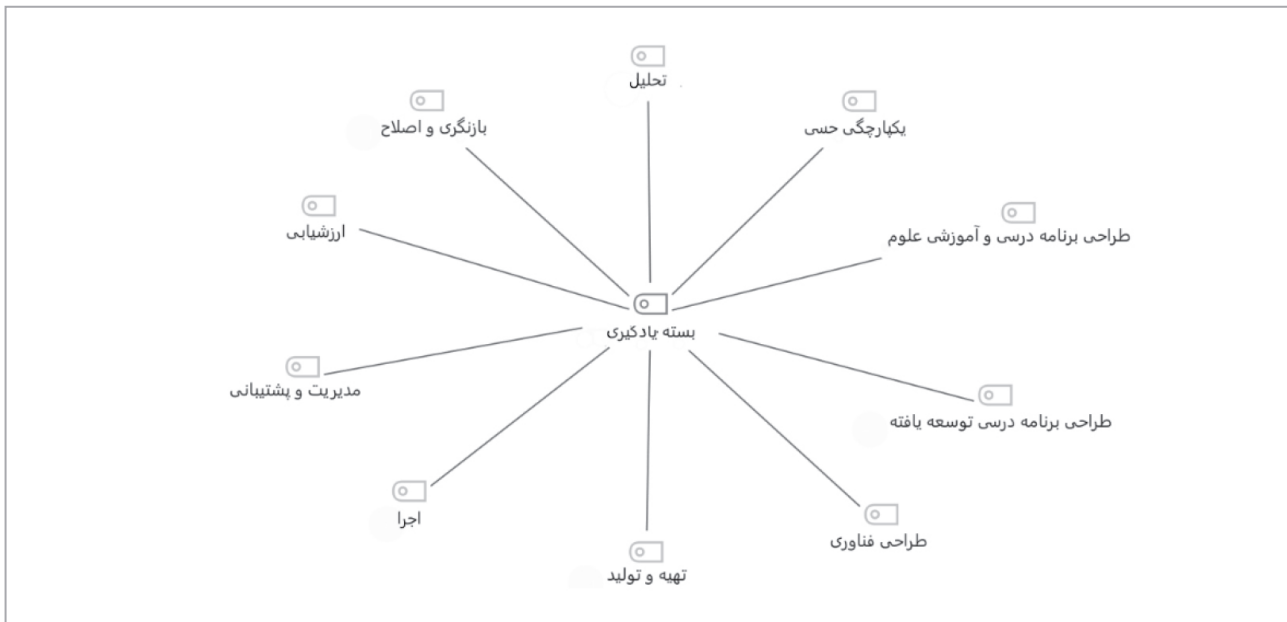 تحلیل
یکپارچگی حسی
بازنگری و اصلاح
ارزشیابی
طراحی برنامه درسی و آموزشی علوم
بسته یادگیری
مدیریت و پشتیبانی
طراحی برنامه درسی توسعه یافته
اجرا
طراحی فناوری
تهیه و تولید